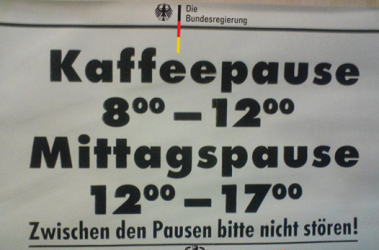 Die
Bundesregierung
Kaffeepause
8⁰⁰ – 12⁰⁰
Mittagspause
12⁰⁰ – 17⁰⁰
Zwischen den Pausen bitte nicht stören!